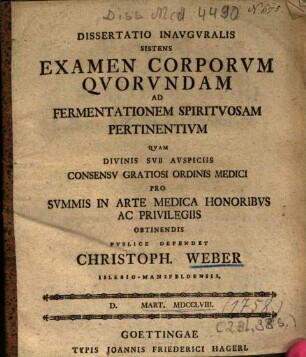 Diss Med 4490
DISSERTATIO INAVGVRALIS
SISTENS
EXAMEN CORPORVM
QVORVNDAM
AD
FERMENTATIONEM SPIRITVOSAM
PERTINENTIVM
QVAM
DIVINIS SVB AVSPICIIS
CONSENSV GRATIOSI ORDINIS MEDICI
PRO
SVMMIS IN ARTE MEDICA HONORIBVS
AC PRIVILEGIIS
OBTINENDIS
PVBLICE DEFENDET
CHRISTOPH. WEBER
ISLEBIO-MANSFELDENSIS.
D. MART. MDCCLVIII.
(1758.)
GOETTINGAE
TYPIS JOANNIS FRIEDERICI HAGERI.